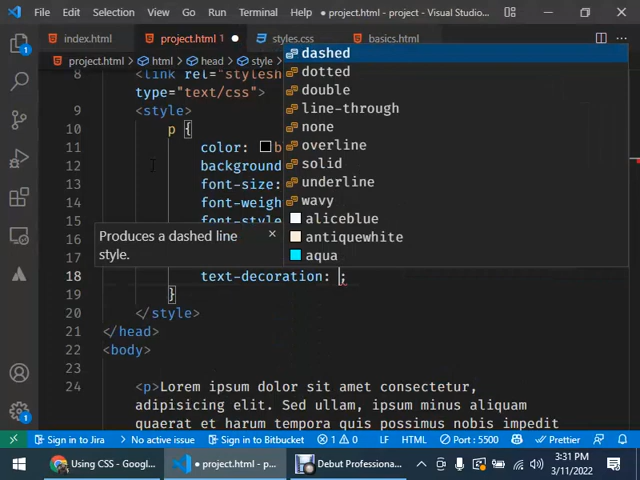 File Edit Selection View Go Run Terminal Help ● project.html - Visual Studio...
index.html project.html 1 ● styles.css basics.html
project.html > html > head > style
8 <link rel="stylesh
type="text/css">
9 <style>
10 p {
11 color: b
12 background
13 font-size:
14 font-weigh
15 font-style
16
18 text-decoration: ;
19 }
20 </style>
21 </head>
22 <body>
23
24 <p>Lorem ipsum dolor sit amet consectetur,
adipisicing elit. Sunt dolores, ipsum minus aliquam
quaerat et harum tempora quis possimus nobis impedit
dashed
dotted
double
line-through
none
overline
solid
underline
wavy
aliceblue
antiquewhite
aqua
Produces a dashed line
style.
Sign in to Jira No active issue Sign in to Bitbucket 1 0 LF HTML Port : 5500 Prettier
Using CSS - Googl... ● project.html - p... Debut Professiona... 3:31 PM
3/11/2022